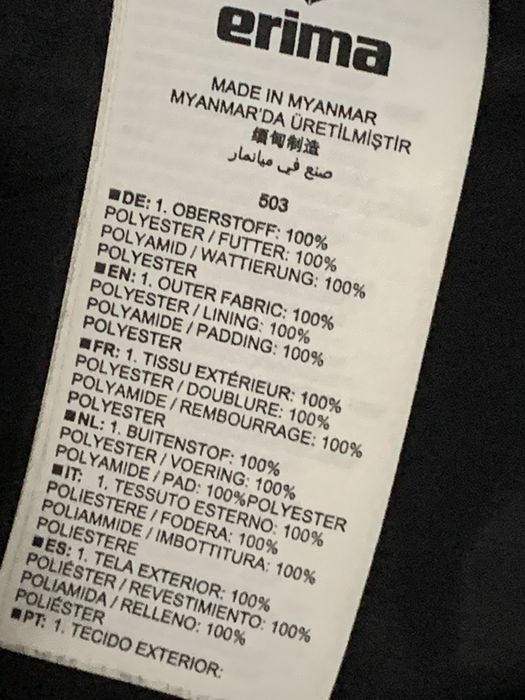 erima
MADE IN MYANMAR
MYANMAR'DA ÜRETİLMİŞTİR
缅甸制造
صنع في ميانمار
503
■DE: 1. OBERSTOFF: 100%
POLYESTER / FUTTER: 100%
POLYAMID / WATTIERUNG: 100%
POLYESTER
■EN: 1. OUTER FABRIC: 100%
POLYESTER / LINING: 100%
POLYAMIDE / PADDING: 100%
POLYESTER
■FR: 1. TISSU EXTÉRIEUR: 100%
POLYESTER / DOUBLURE: 100%
POLYAMIDE / REMBOURRAGE: 100%
POLYESTER
■NL: 1. BUITENSTOF: 100%
POLYESTER / VOERING: 100%
POLYAMIDE / PAD: 100%POLYESTER
■IT: 1. TESSUTO ESTERNO: 100%
POLIESTERE / FODERA: 100%
POLIAMMIDE / IMBOTTITURA: 100%
POLIESTERE
■ES: 1. TELA EXTERIOR: 100%
POLIÉSTER / REVESTIMIENTO: 100%
POLIAMIDA / RELLENO: 100%
POLIÉSTER
■PT: 1. TECIDO EXTERIOR: